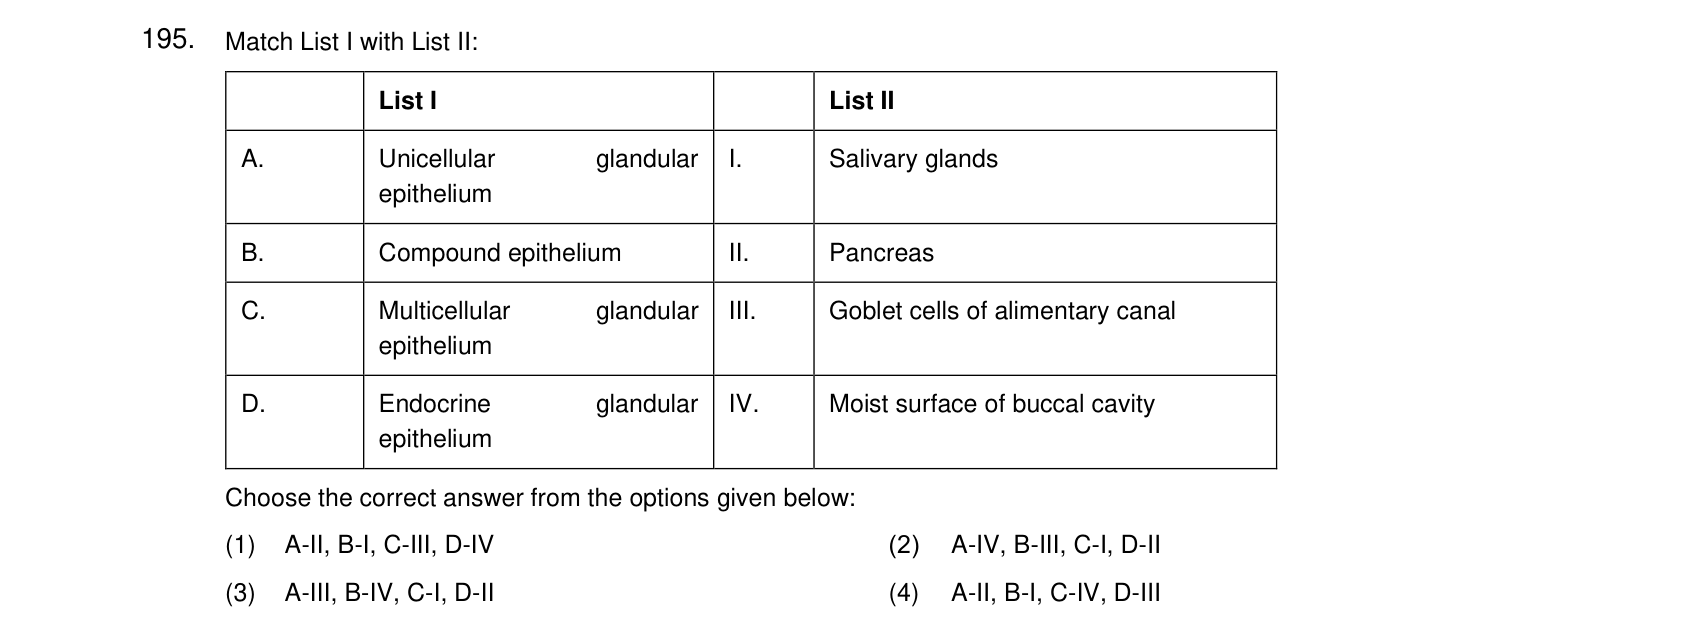 195. Match List I with List II:
List I List II
A. Unicellular glandular I. Salivary glands
epithelium
B. Compound epithelium II. Pancreas
C. Multicellular glandular III. Goblet cells of alimentary canal
epithelium
D. Endocrine glandular IV. Moist surface of buccal cavity
epithelium
Choose the correct answer from the options given below:
(1) A-II, B-I, C-III, D-IV (2) A-IV, B-III, C-I, D-II
(3) A-III, B-IV, C-I, D-II (4) A-II, B-I, C-IV, D-III